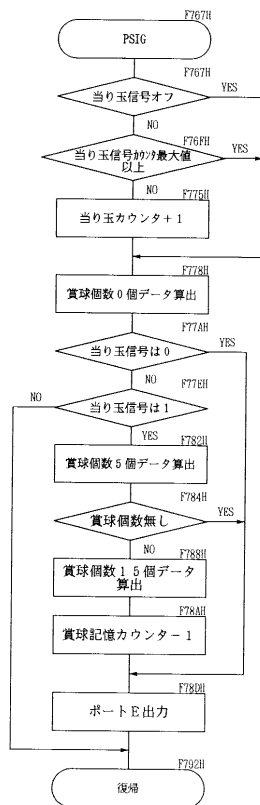 F767H
PSIG
F767H
当り玉信号オフ
YES
NO
F76FH
当り玉信号カウンタ最大値
以上
YES
NO
F775H
当り玉カウンタ+1
F778H
賞球個数0個データ算出
F77AH
当り玉信号は0
YES
NO
F77EH
NO
当り玉信号は1
YES
F782H
賞球個数5個データ算出
F784H
賞球個数無し
YES
NO
F788H
賞球個数15個データ
算出
F78AH
賞球記憶カウンター1
F78DH
ポートE出力
F792H
復帰